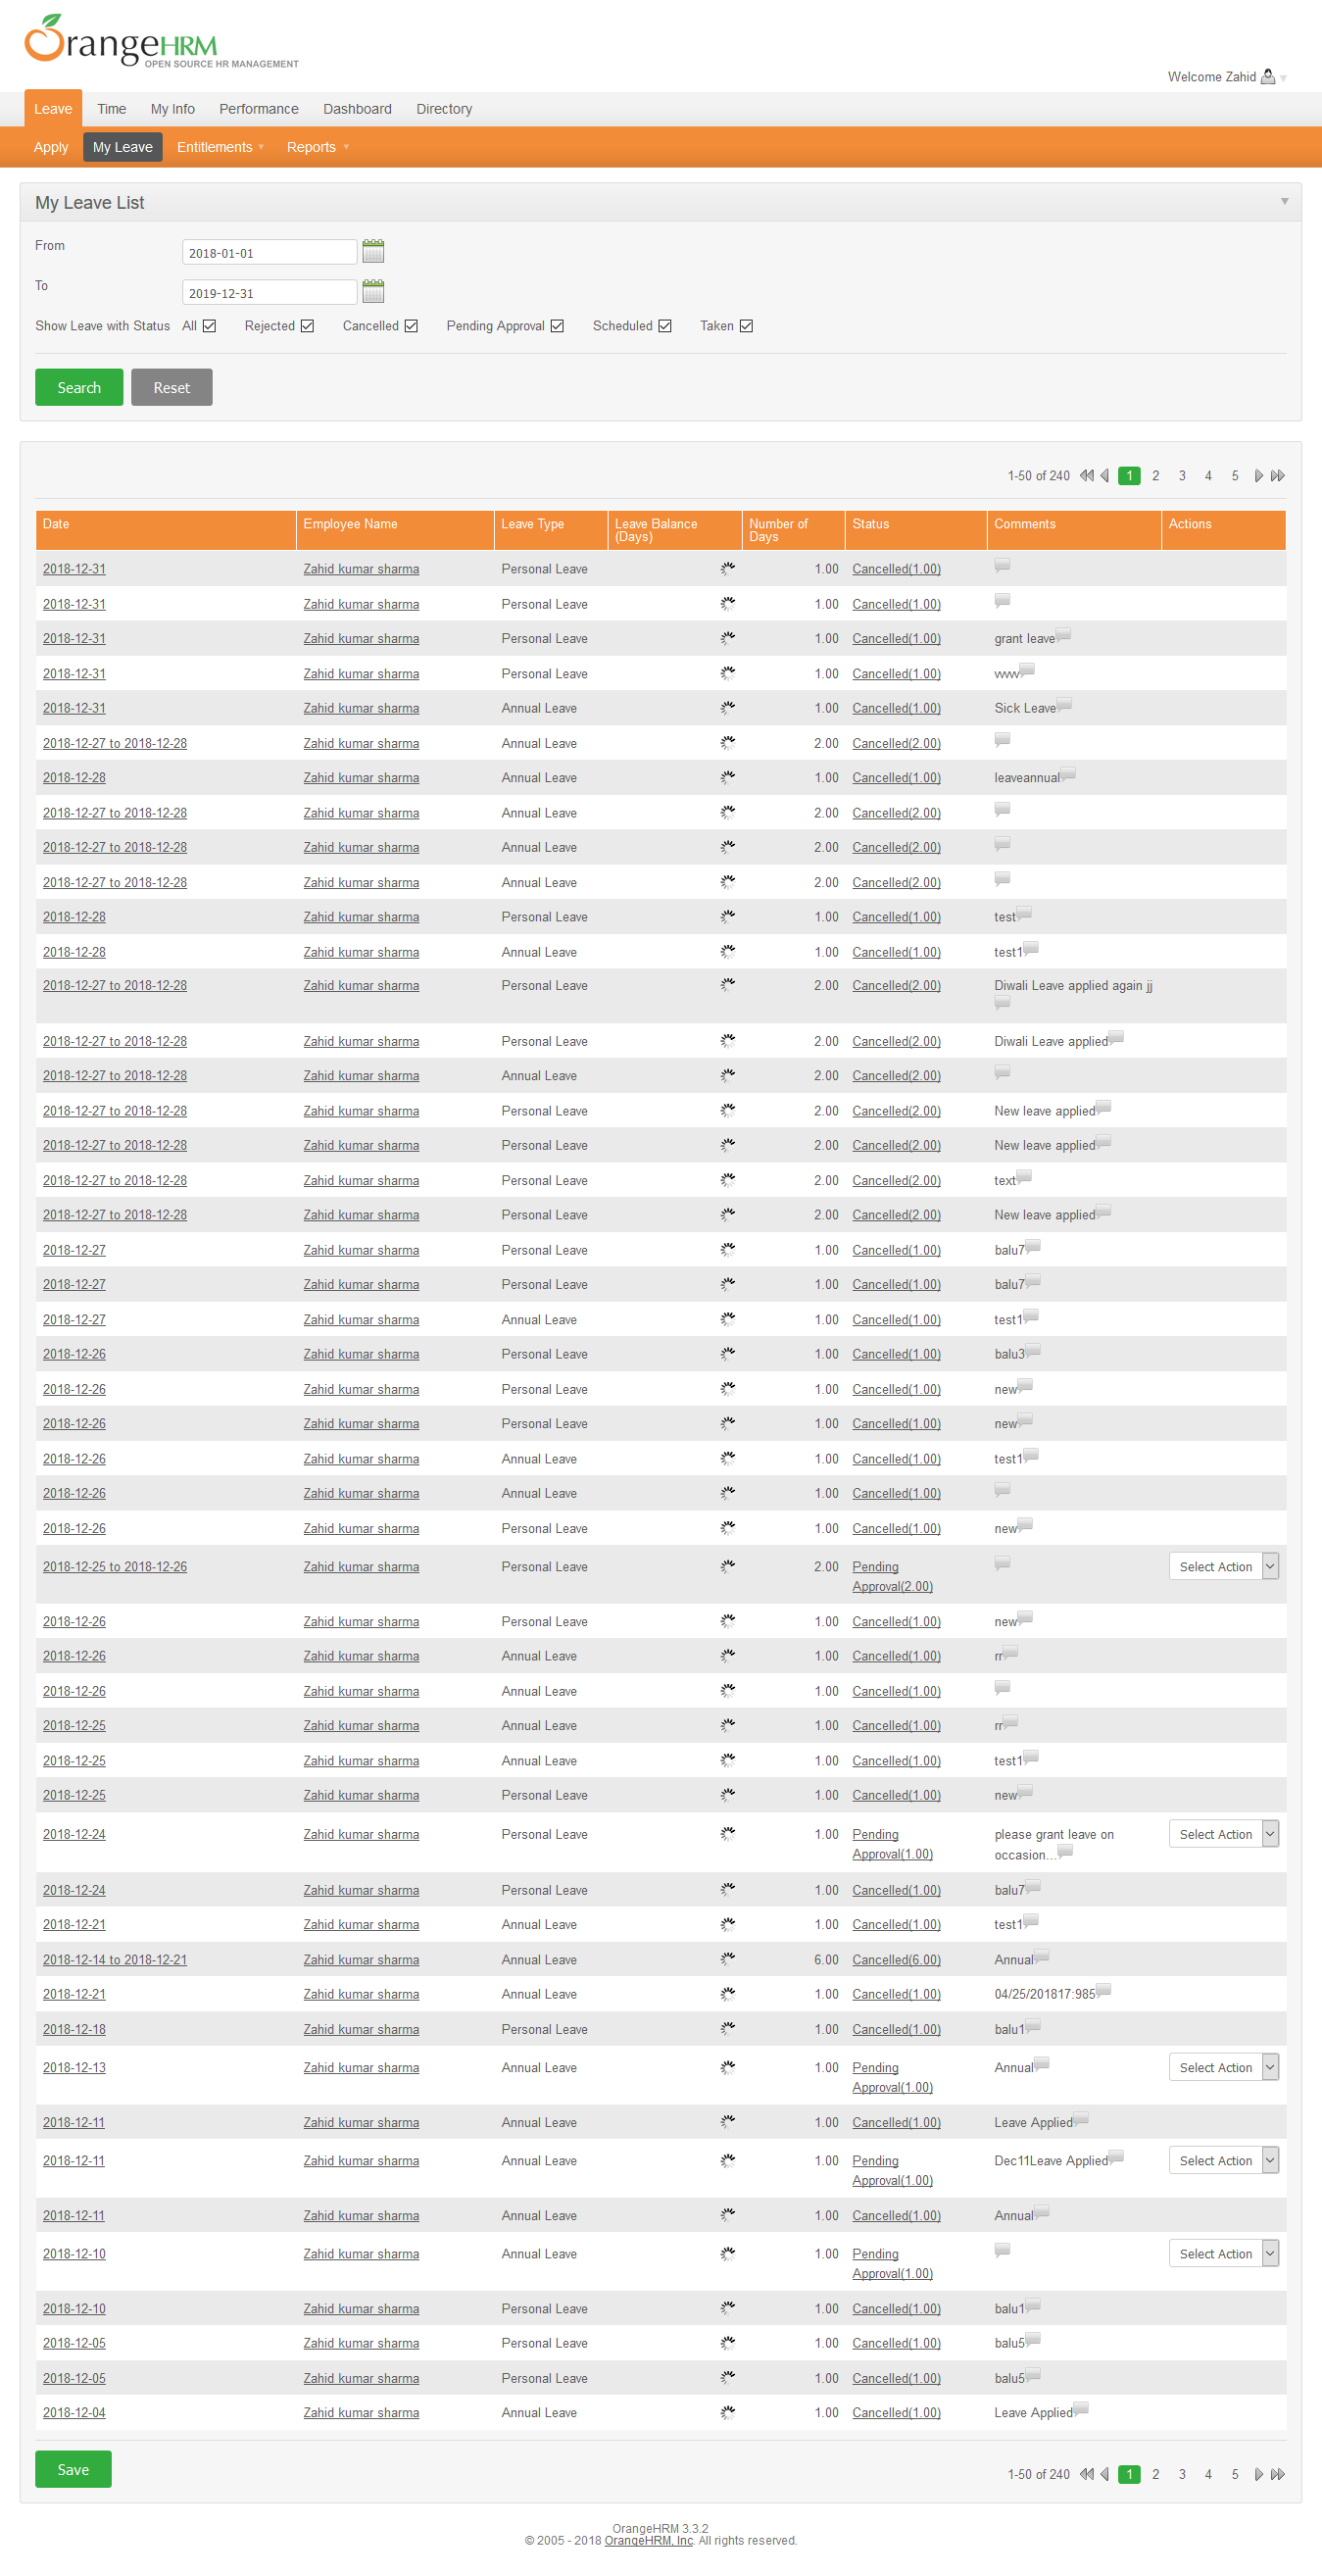 OrangeHRM
OPEN SOURCE HR MANAGEMENT
Welcome Zahid
Leave Time My Info Performance Dashboard Directory
Apply My Leave Entitlements Reports
My Leave List
From 2018-01-01
To 2019-12-31
Show Leave with Status All Rejected Cancelled Pending Approval Scheduled Taken
Search Reset
1-50 of 240 1 2 3 4 5
Date Employee Name Leave Type Leave Balance (Days) Number of Days Status Comments Actions
2018-12-31 Zahid kumar sharma Personal Leave 1.00 Cancelled(1.00)
2018-12-31 Zahid kumar sharma Personal Leave 1.00 Cancelled(1.00)
2018-12-31 Zahid kumar sharma Personal Leave 1.00 Cancelled(1.00) grant leave
2018-12-31 Zahid kumar sharma Personal Leave 1.00 Cancelled(1.00)
2018-12-31 Zahid kumar sharma Annual Leave 1.00 Cancelled(1.00) Sick Leave
2018-12-27 to 2018-12-28 Zahid kumar sharma Annual Leave 2.00 Cancelled(2.00)
2018-12-28 Zahid kumar sharma Annual Leave 1.00 Cancelled(1.00) leaveannual
2018-12-27 to 2018-12-28 Zahid kumar sharma Annual Leave 2.00 Cancelled(2.00)
2018-12-27 to 2018-12-28 Zahid kumar sharma Annual Leave 2.00 Cancelled(2.00)
2018-12-27 to 2018-12-28 Zahid kumar sharma Annual Leave 2.00 Cancelled(2.00)
2018-12-28 Zahid kumar sharma Personal Leave 1.00 Cancelled(1.00) test
2018-12-28 Zahid kumar sharma Annual Leave 1.00 Cancelled(1.00) test1
2018-12-27 to 2018-12-28 Zahid kumar sharma Personal Leave 2.00 Cancelled(2.00) Diwali Leave applied again jj
2018-12-27 to 2018-12-28 Zahid kumar sharma Personal Leave 2.00 Cancelled(2.00) Diwali Leave applied
2018-12-27 to 2018-12-28 Zahid kumar sharma Annual Leave 2.00 Cancelled(2.00)
2018-12-27 to 2018-12-28 Zahid kumar sharma Personal Leave 2.00 Cancelled(2.00) New leave applied
2018-12-27 to 2018-12-28 Zahid kumar sharma Personal Leave 2.00 Cancelled(2.00) New leave applied
2018-12-27 to 2018-12-28 Zahid kumar sharma Personal Leave 2.00 Cancelled(2.00) text
2018-12-27 to 2018-12-28 Zahid kumar sharma Personal Leave 2.00 Cancelled(2.00) New leave applied
2018-12-27 Zahid kumar sharma Personal Leave 1.00 Cancelled(1.00) balu7
2018-12-27 Zahid kumar sharma Personal Leave 1.00 Cancelled(1.00) balu7
2018-12-27 Zahid kumar sharma Annual Leave 1.00 Cancelled(1.00) test1
2018-12-26 Zahid kumar sharma Personal Leave 1.00 Cancelled(1.00) balu3
2018-12-26 Zahid kumar sharma Personal Leave 1.00 Cancelled(1.00) new
2018-12-26 Zahid kumar sharma Personal Leave 1.00 Cancelled(1.00) new
2018-12-26 Zahid kumar sharma Annual Leave 1.00 Cancelled(1.00) test1
2018-12-26 Zahid kumar sharma Annual Leave 1.00 Cancelled(1.00)
2018-12-26 Zahid kumar sharma Personal Leave 1.00 Cancelled(1.00) new
2018-12-25 to 2018-12-26 Zahid kumar sharma Personal Leave 2.00 Pending Approval(2.00) Select Action
2018-12-26 Zahid kumar sharma Personal Leave 1.00 Cancelled(1.00) new
2018-12-26 Zahid kumar sharma Annual Leave 1.00 Cancelled(1.00) rr
2018-12-26 Zahid kumar sharma Annual Leave 1.00 Cancelled(1.00)
2018-12-25 Zahid kumar sharma Annual Leave 1.00 Cancelled(1.00) rr
2018-12-25 Zahid kumar sharma Annual Leave 1.00 Cancelled(1.00) test1
2018-12-25 Zahid kumar sharma Personal Leave 1.00 Cancelled(1.00) new
2018-12-24 Zahid kumar sharma Personal Leave 1.00 Pending Approval(1.00) please grant leave on occasion... Select Action
2018-12-24 Zahid kumar sharma Personal Leave 1.00 Cancelled(1.00) balu7
2018-12-21 Zahid kumar sharma Annual Leave 1.00 Cancelled(1.00) test1
2018-12-14 to 2018-12-21 Zahid kumar sharma Annual Leave 6.00 Cancelled(6.00) Annual
2018-12-21 Zahid kumar sharma Annual Leave 1.00 Cancelled(1.00) 04/25/201817:985
2018-12-18 Zahid kumar sharma Personal Leave 1.00 Cancelled(1.00) balu1
2018-12-13 Zahid kumar sharma Annual Leave 1.00 Pending Approval(1.00) Annual Select Action
2018-12-11 Zahid kumar sharma Annual Leave 1.00 Cancelled(1.00) Leave Applied
2018-12-11 Zahid kumar sharma Annual Leave 1.00 Pending Approval(1.00) Dec11Leave Applied Select Action
2018-12-11 Zahid kumar sharma Annual Leave 1.00 Cancelled(1.00) Annual
2018-12-10 Zahid kumar sharma Annual Leave 1.00 Pending Approval(1.00) Select Action
2018-12-10 Zahid kumar sharma Personal Leave 1.00 Cancelled(1.00) balu1
2018-12-05 Zahid kumar sharma Personal Leave 1.00 Cancelled(1.00) balu5
2018-12-05 Zahid kumar sharma Personal Leave 1.00 Cancelled(1.00) balu5
2018-12-04 Zahid kumar sharma Annual Leave 1.00 Cancelled(1.00) Leave Applied
Save 1-50 of 240 1 2 3 4 5
OrangeHRM 3.3.2
© 2005 - 2018 OrangeHRM, Inc. All rights reserved.